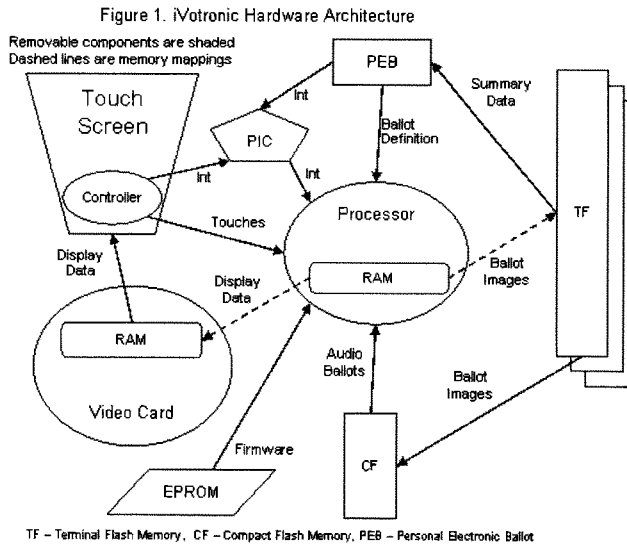 Figure 1. iVotronic Hardware Architecture
Removable components are shaded
Dashed lines are memory mappings
Touch
Screen
PEB
Summary
Data
Int
Ballot
Definition
PIC
Int
Int
Controller
Touches
Processor
TF
Display
Data
Display
Data
RAM
Ballot
Images
RAM
Audio
Ballots
Ballot
Images
Video Card
Firmware
CF
EPROM
TF – Terminal Flash Memory, CF – Compact Flash Memory, PEB – Personal Electronic Ballot